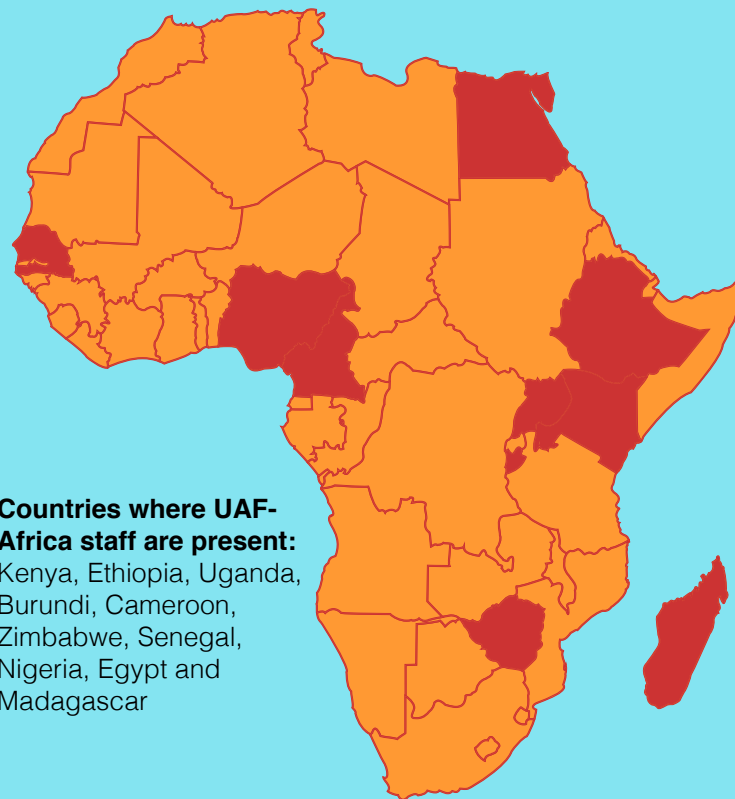 Countries where UAF-
Africa staff are present:
Kenya, Ethiopia, Uganda,
Burundi, Cameroon,
Zimbabwe, Senegal,
Nigeria, Egypt and
Madagascar